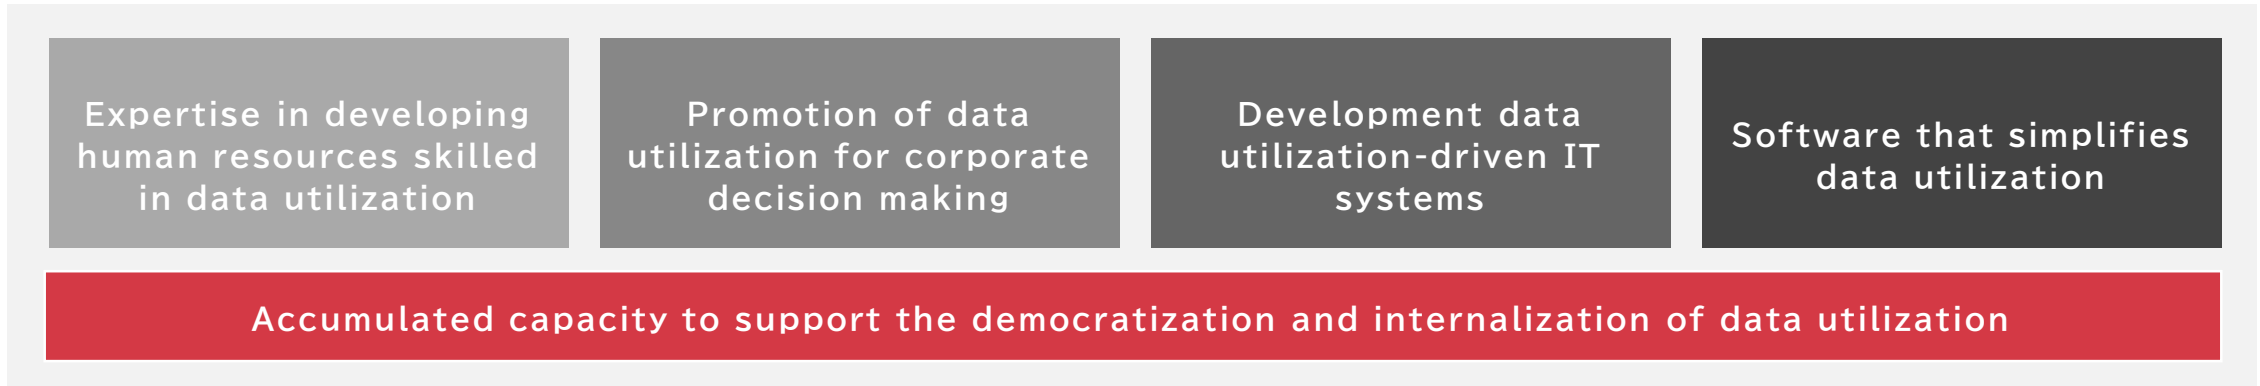 Expertise in developing
human resources skilled
in data utilization
Promotion of data
utilization for corporate
decision making
Development data
utilization-driven IT
systems
Software that simplifies
data utilization
Accumulated capacity to support the democratization and internalization of data utilization